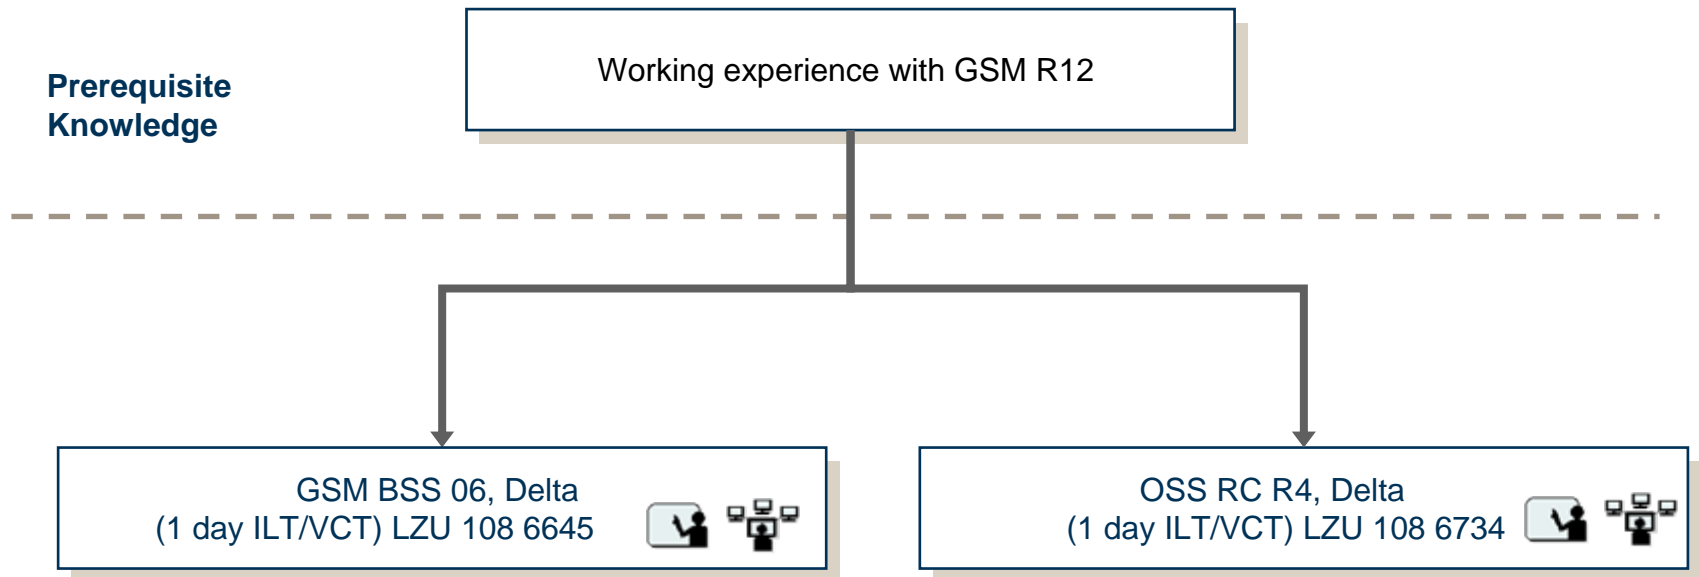 Prerequisite
Knowledge
Working experience with GSM R12
GSM BSS 06, Delta
(1 day ILT/VCT) LZU 108 6645
OSS RC R4, Delta
(1 day ILT/VCT) LZU 108 6734